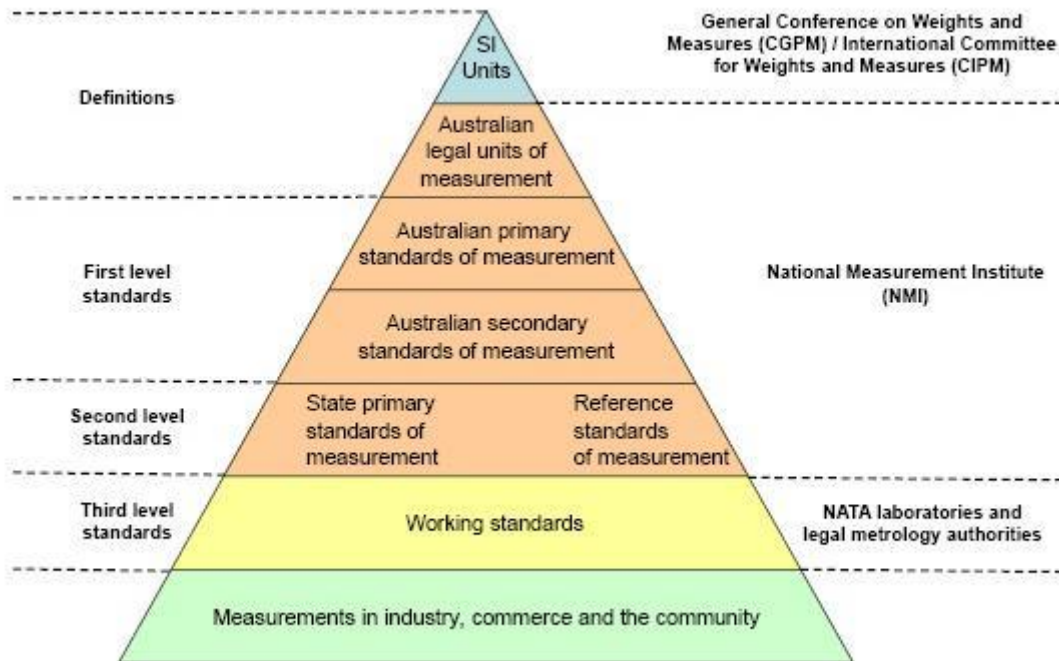 General Conference on Weights and
Measures (CGPM) / International Committee
for Weights and Measures (CIPM)
SI
Units
Definitions
Australian
legal units of
measurement
Australian primary
standards of measurement
First level
standards
National Measurement Institute
(NMI)
Australian secondary
standards of measurement
Second level
standards
State primary
standards of
measurement
Reference
standards
of measurement
Third level
standards
Working standards
NATA laboratories and
legal metrology authorities
Measurements in industry, commerce and the community